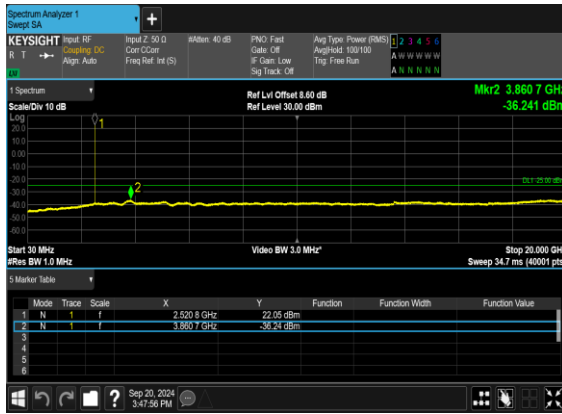 Spectrum Analyzer 1
Swept SA
KEYSIGHT Input: RF Input Z: 50 Ω #Atten: 40 dB PNO: Fast Avg Type: Power (RMS) 1 2 3 4 5 6
R T Coupling: DC Corr CCorr Gate: Off Avg|Hold: 100/100 A W W W W W
Align: Auto Freq Ref: Int (S) IF Gain: Low Trig: Free Run
LXI Sig Track: Off A N N N N N
1 Spectrum Ref Lvl Offset 8.60 dB Mkr2 3.860 7 GHz
Scale/Div 10 dB Ref Level 30.00 dBm -36.241 dBm
Log
20.0
10.0
0.00
-10.0
-20.0
-30.0
-40.0
-50.0
-60.0
1
2
DL1 -25.00 dBm
Start 30 MHz Video BW 3.0 MHz* Stop 20.000 GH
#Res BW 1.0 MHz Sweep 34.7 ms (40001 pts
5 Marker Table
Mode Trace Scale X Y Function Function Width Function Value
1 N 1 f 2.520 8 GHz 22.05 dBm
2 N 1 f 3.860 7 GHz -36.24 dBm
3
4
5
6
? Sep 20, 2024
3:47:56 PM